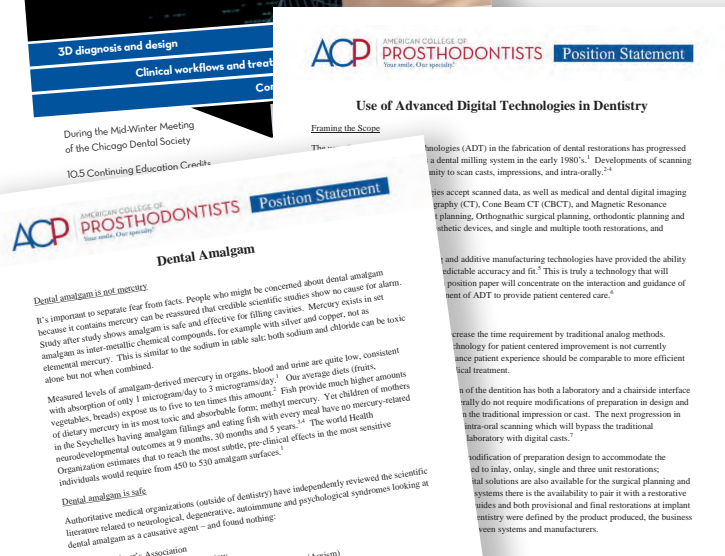 3D diagnosis and design
Clinical workflows and treat
Con
During the Mid-Winter Meeting
of the Chicago Dental Society
10.5 Continuing Education Credits
ACP
AMERICAN COLLEGE OF
PROSTHODONTISTS
Your smile. Our specialty.®
Position Statement
Use of Advanced Digital Technologies in Dentistry
Framing the Scope
nologies (ADT) in the fabrication of dental restorations has progressed
a dental milling system in the early 1980's.1 Developments of scanning
nity to scan casts, impressions, and intra-orally.2-4
gies accept scanned data, as well as medical and dental digital imaging
graphy (CT), Cone Beam CT (CBCT), and Magnetic Resonance
t planning, Orthognathic surgical planning, orthodontic planning and
sthetic devices, and single and multiple tooth restorations, and
g and additive manufacturing technologies have provided the ability
edictable accuracy and fit.5 This is truly a technology that will
position paper will concentrate on the interaction and guidance of
nent of ADT to provide patient centered care.6
crease the time requirement by traditional analog methods.
chnology for patient centered improvement is not currently
ance patient experience should be comparable to more efficient
ical treatment.
n of the dentition has both a laboratory and a chairside interface
rally do not require modifications of preparation in design and
n the traditional impression or cast. The next progression in
intra-oral scanning which will bypass the traditional
laboratory with digital casts.7
odification of preparation design to accommodate the
ed to inlay, onlay, single and three unit restorations;
ital solutions are also available for the surgical planning and
systems there is the availability to pair it with a restorative
uides and both provisional and final restorations at implant
entistry were defined by the product produced, the business
ween systems and manufacturers.
ACP
AMERICAN COLLEGE OF
PROSTHODONTISTS
Your smile. Our specialty.®
Position Statement
Dental Amalgam
Dental amalgam is not mercury
It's important to separate fear from facts. People who might be concerned about dental amalgam
because it contains mercury can be reassured that credible scientific studies show no cause for alarm.
Study after study shows amalgam is safe and effective for filling cavities. Mercury exists in set
amalgam as inter-metallic chemical compounds, for example with silver and copper, not as
elemental mercury. This is similar to the sodium in table salt; both sodium and chloride can be toxic
alone but not when combined.
Measured levels of amalgam-derived mercury in organs, blood and urine are quite low, consistent
with absorption of only 1 microgram/day to 3 micrograms/day.1 Our average diets (fruits,
vegetables, breads) expose us to five to ten times this amount.2 Fish provide much higher amounts
of dietary mercury in its most toxic and absorbable form; methyl mercury. Yet children of mothers
in the Seychelles having amalgam fillings and eating fish with every meal have no mercury-related
neurodevelopmental outcomes at 9 months, 30 months and 5 years.3,4 The world Health
Organization estimates that to reach the most subtle, pre-clinical effects in the most sensitive
individuals would require from 450 to 530 amalgam surfaces.1
Dental amalgam is safe
Authoritative medical organizations (outside of dentistry) have independently reviewed the scientific
literature related to neurological, degenerative, autoimmune and psychological syndromes looking at
dental amalgam as a causative agent – and found nothing:
Association